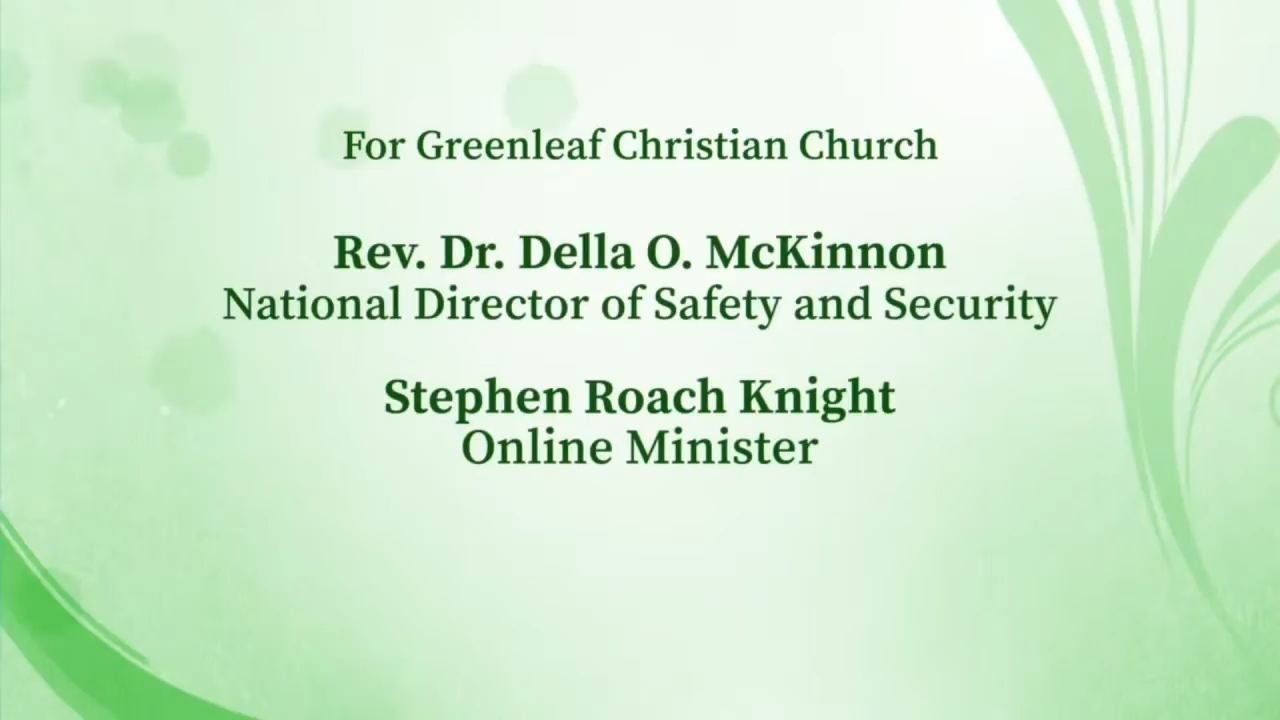 For Greenleaf Christian Church
Rev. Dr. Della O. McKinnon
National Director of Safety and Security
Stephen Roach Knight
Online Minister